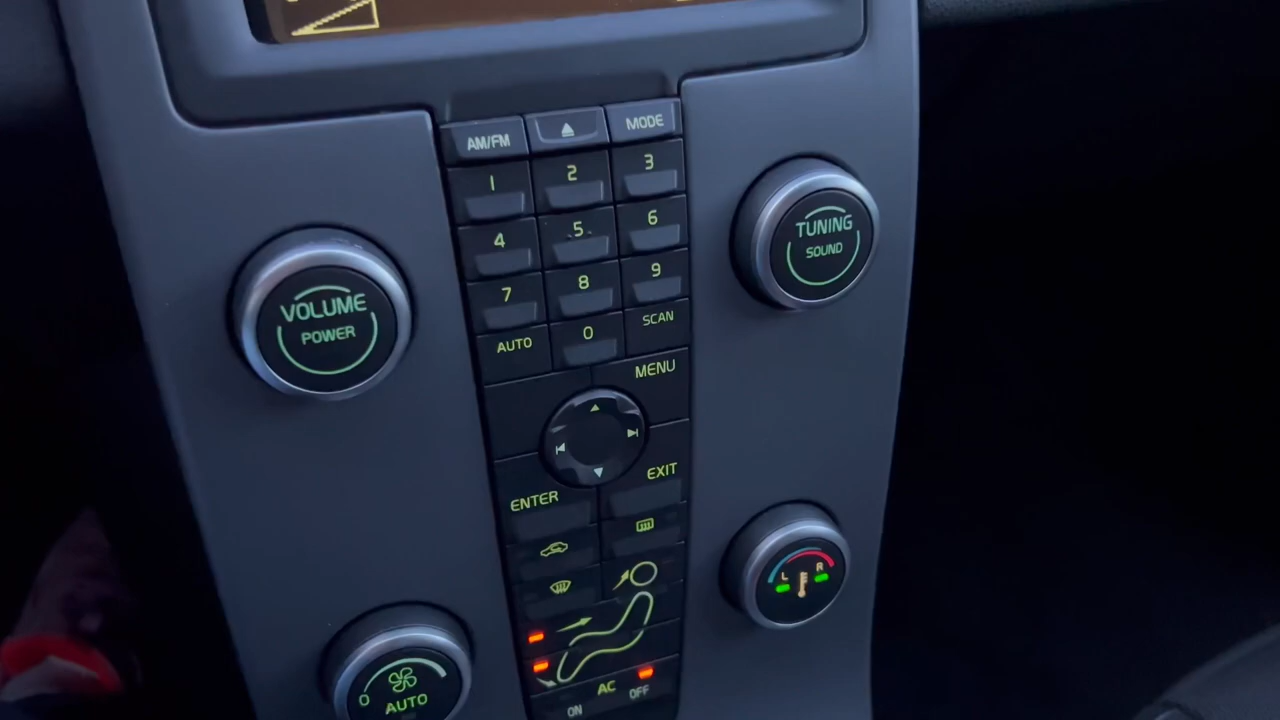 AM/FM
MODE
1 2 3
4 5 6
7 8 9
AUTO 0 SCAN
MENU
ENTER EXIT
VOLUME
POWER
TUNING
SOUND
L R
0
AUTO
AC
ON OFF